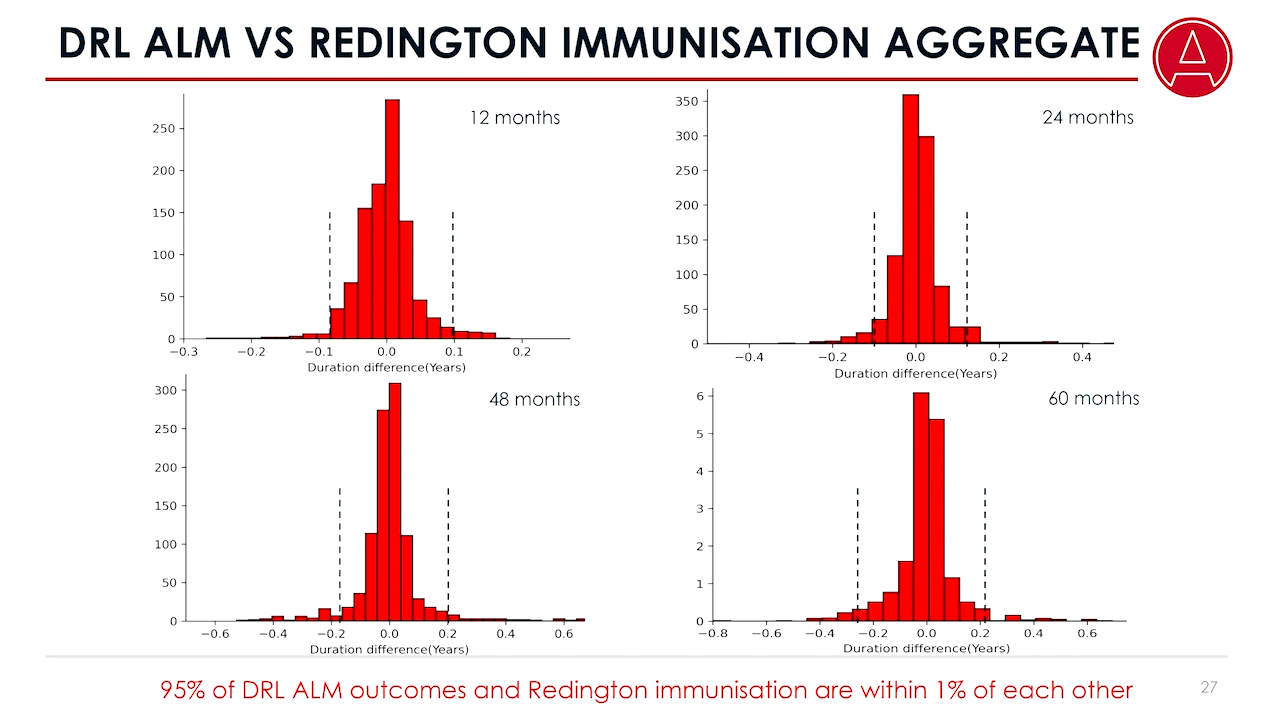 DRL ALM VS REDINGTON IMMUNISATION AGGREGATE
12 months
250
200
150
100
50
0
−0.3 −0.2 −0.1 0.0 0.1 0.2
Duration difference(Years)
24 months
350
300
250
200
150
100
50
0
−0.4 −0.2 0.0 0.2 0.4
Duration difference(Years)
48 months
300
250
200
150
100
50
0
−0.6 −0.4 −0.2 0.0 0.2 0.4 0.6
Duration difference(Years)
60 months
6
5
4
3
2
1
0
−0.8 −0.6 −0.4 −0.2 0.0 0.2 0.4 0.6
Duration difference(Years)
95% of DRL ALM outcomes and Redington immunisation are within 1% of each other
27